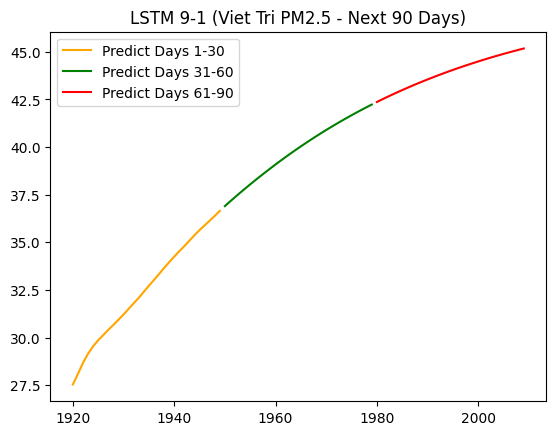 LSTM 9-1 (Viet Tri PM2.5 - Next 90 Days)
Predict Days 1-30
Predict Days 31-60
Predict Days 61-90
45.0
42.5
40.0
37.5
35.0
32.5
30.0
27.5
1920 1940 1960 1980 2000